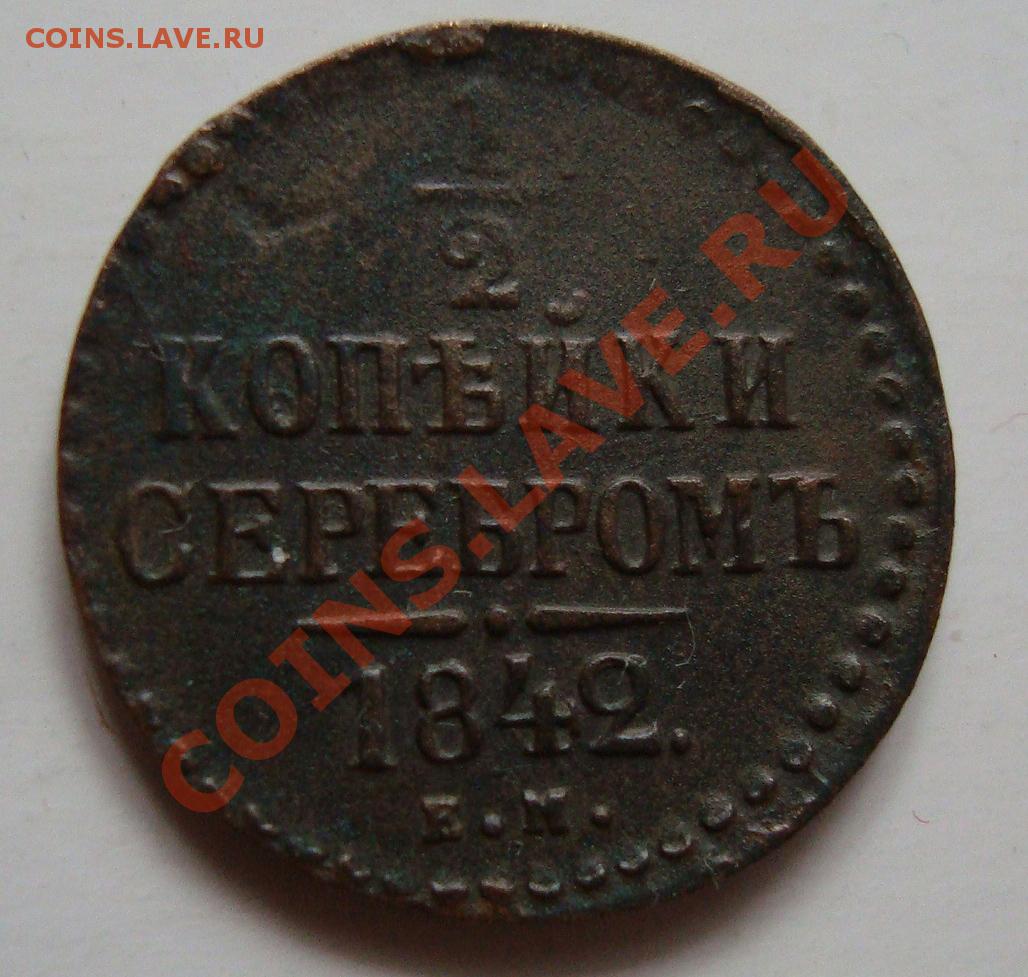 COINS.LAVE.RU
1
2.
КОПѢЙКИ
СЕРЕБРОМЪ
1842.
Е.М.
COINS.LAVE.RU